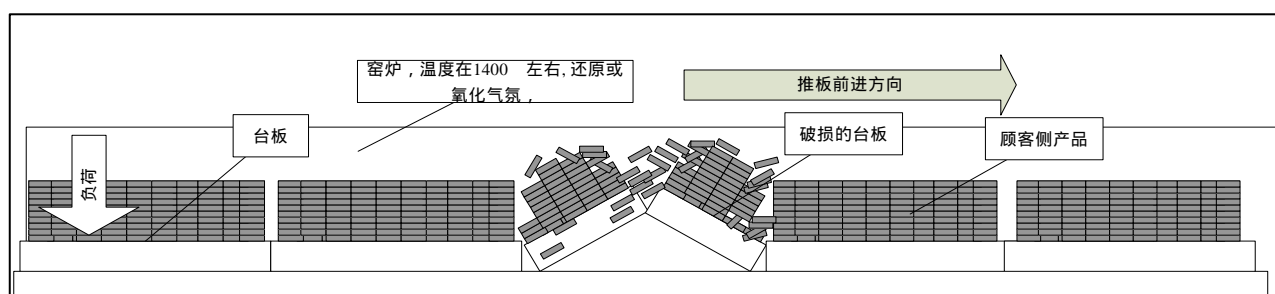 窑炉，温度在1400 左右, 还原或
氧化气氛，
推板前进方向
台板
破损的台板
顾客侧产品
负荷